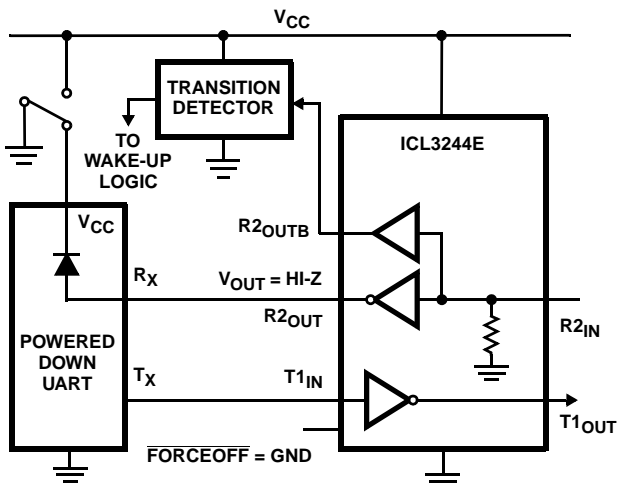 VCC
TRANSITION
DETECTOR
TO
WAKE-UP
LOGIC
ICL3244E
VCC
R2OUTB
RX
VOUT = HI-Z
R2OUT
R2IN
POWERED
DOWN
UART
TX
T1IN
T1OUT
FORCEOFF = GND